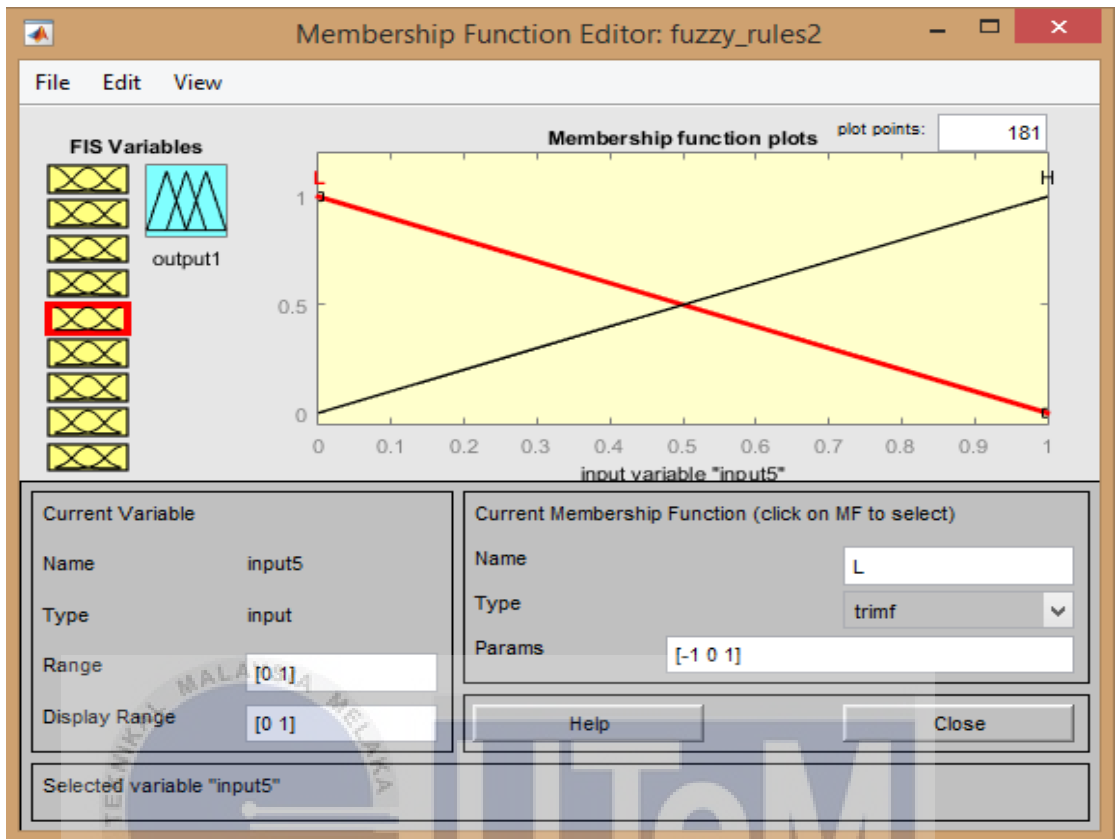 Membership Function Editor: fuzzy_rules2
File Edit View
FIS Variables
output1
Membership function plots
plot points: 181
L
H
1
0.5
0
0 0.1 0.2 0.3 0.4 0.5 0.6 0.7 0.8 0.9 1
input variable "input5"
Current Variable
Name input5
Type input
Range [0 1]
Display Range [0 1]
Current Membership Function (click on MF to select)
Name L
Type trimf
Params [-1 0 1]
Help Close
Selected variable "input5"
TEKNIKAL MALAYSIA MELAKA
UTeM